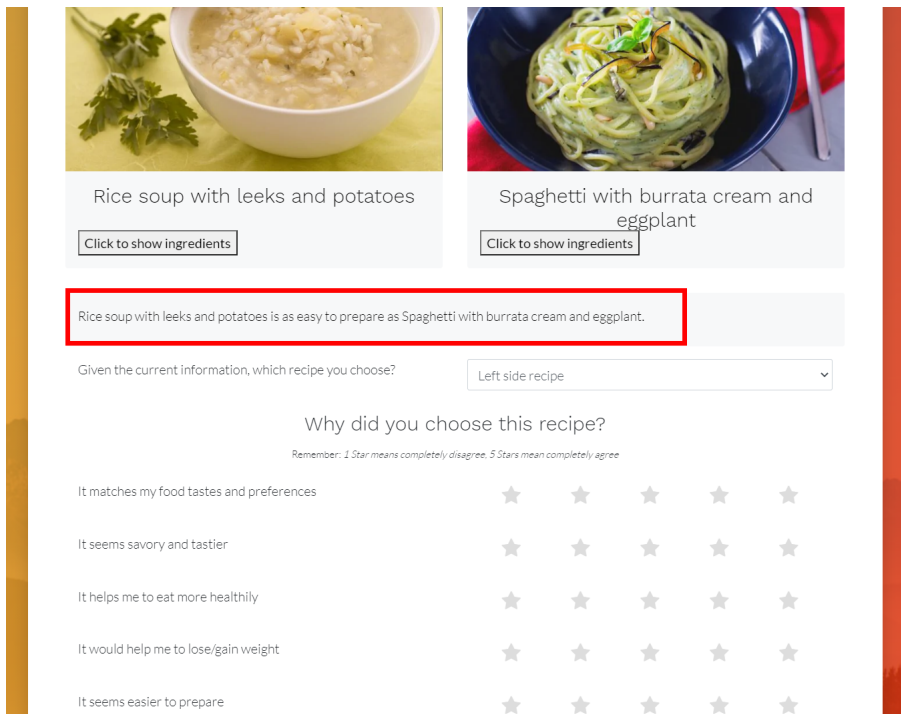 Rice soup with leeks and potatoes
Click to show ingredients
Spaghetti with burrata cream and
eggplant
Click to show ingredients
Rice soup with leeks and potatoes is as easy to prepare as Spaghetti with burrata cream and eggplant.
Given the current information, which recipe you choose?
Left side recipe
Why did you choose this recipe?
Remember: 1 Star means completely disagree, 5 Stars mean completely agree
It matches my food tastes and preferences
It seems savory and tastier
It helps me to eat more healthily
It would help me to lose/gain weight
It seems easier to prepare